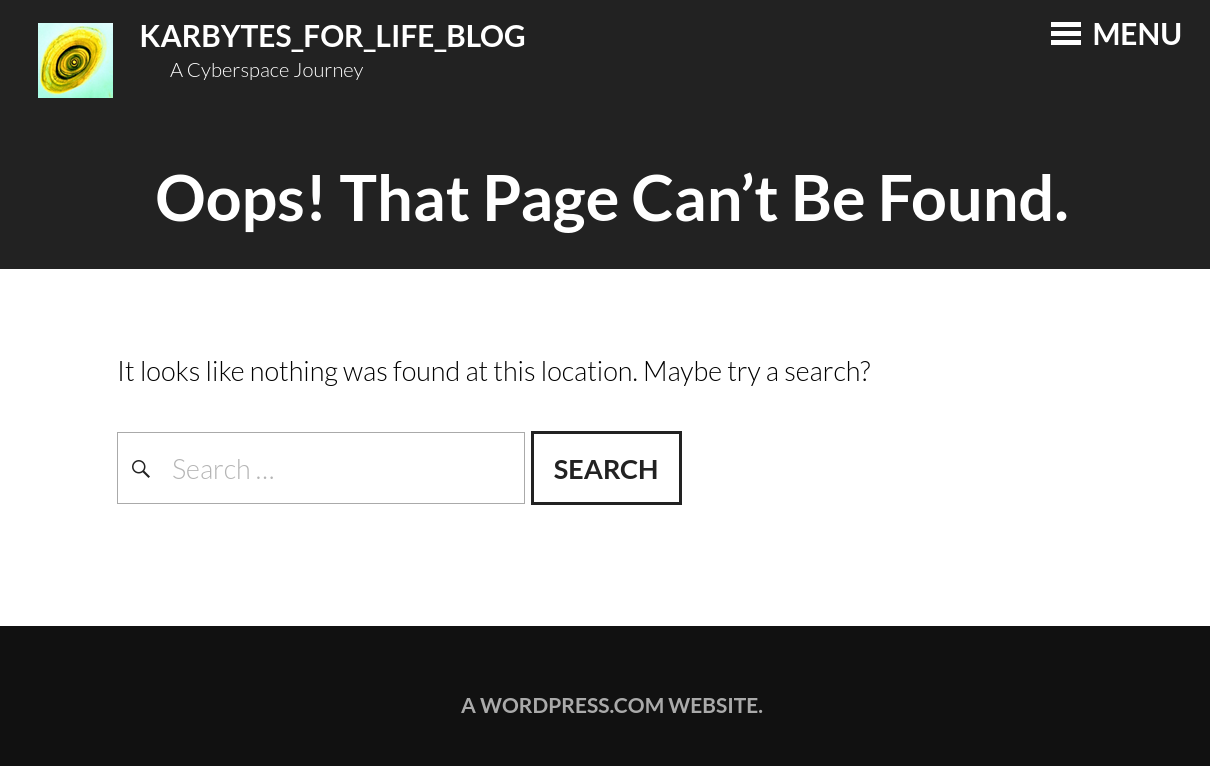 KARBYTES_FOR_LIFE_BLOG
A Cyberspace Journey
MENU
Oops! That Page Can’t Be Found.
It looks like nothing was found at this location. Maybe try a search?
Search …
SEARCH
A WORDPRESS.COM WEBSITE.